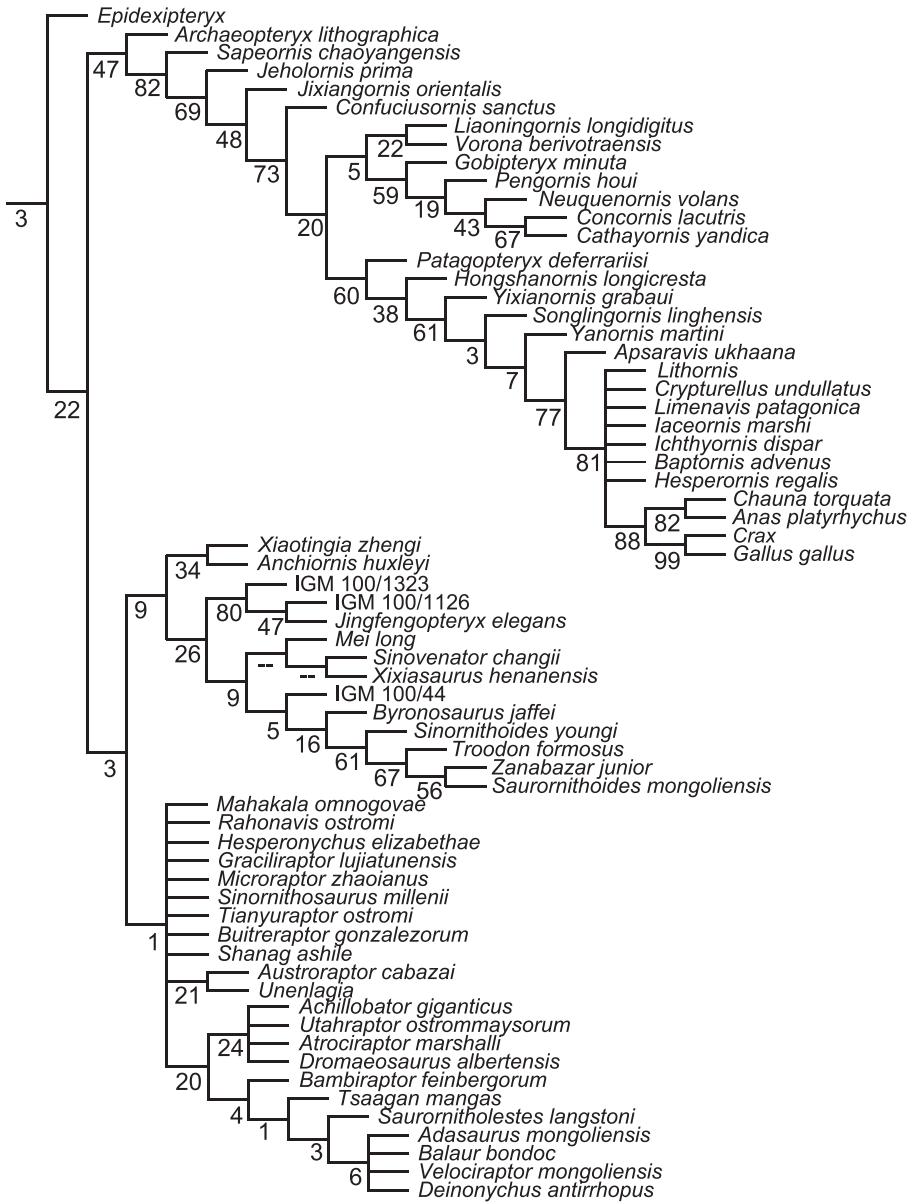 Epidexipteryx
Archaeopteryx lithographica
47
Sapeornis chaoyangensis
82
Jeholornis prima
69
Jixiangornis orientalis
48
Confuciusornis sanctus
73
Liaoningornis longidigitus
22
Vorona berivotraensis
5
Gobipteryx minuta
59
Pengornis houi
19
Neuquenornis volans
43
Concornis lacutris
67
Cathayornis yandica
3
20
Patagopteryx deferrariisi
60
Hongshanornis longicresta
38
Yixianornis grabaui
61
Songlingornis linghensis
3
Yanornis martini
7
Apsaravis ukhaana
77
Lithornis
Crypturellus undullatus
22
Limenavis patagonica
Iaceornis marshi
Ichthyornis dispar
81
Baptornis advenus
Hesperornis regalis
Chauna torquata
82
Anas platyrhychus
88
Crax
99
Gallus gallus
Xiaotingia zhengi
34
Anchiornis huxleyi
9
IGM 100/1323
80
IGM 100/1126
47
Jingfengopteryx elegans
26
Mei long
--
Sinovenator changii
--
Xixiasaurus henanensis
9
IGM 100/44
5
Byronosaurus jaffei
16
Sinornithoides youngi
61
Troodon formosus
67
Zanabazar junior
56
Saurornithoides mongoliensis
3
Mahakala omnogovae
Rahonavis ostromi
Hesperonychus elizabethae
Graciliraptor lujiatunensis
Microraptor zhaoianus
Sinornithosaurus millenii
Tianyuraptor ostromi
Buitreraptor gonzalezorum
1
Shanag ashile
Austroraptor cabazai
21
Unenlagia
Achillobator giganticus
Utahraptor ostrommaysorum
24
Atrociraptor marshalli
Dromaeosaurus albertensis
20
Bambiraptor feinbergorum
4
Tsaagan mangas
1
Saurornitholestes langstoni
3
Adasaurus mongoliensis
Balaur bondoc
6
Velociraptor mongoliensis
Deinonychus antirrhopus